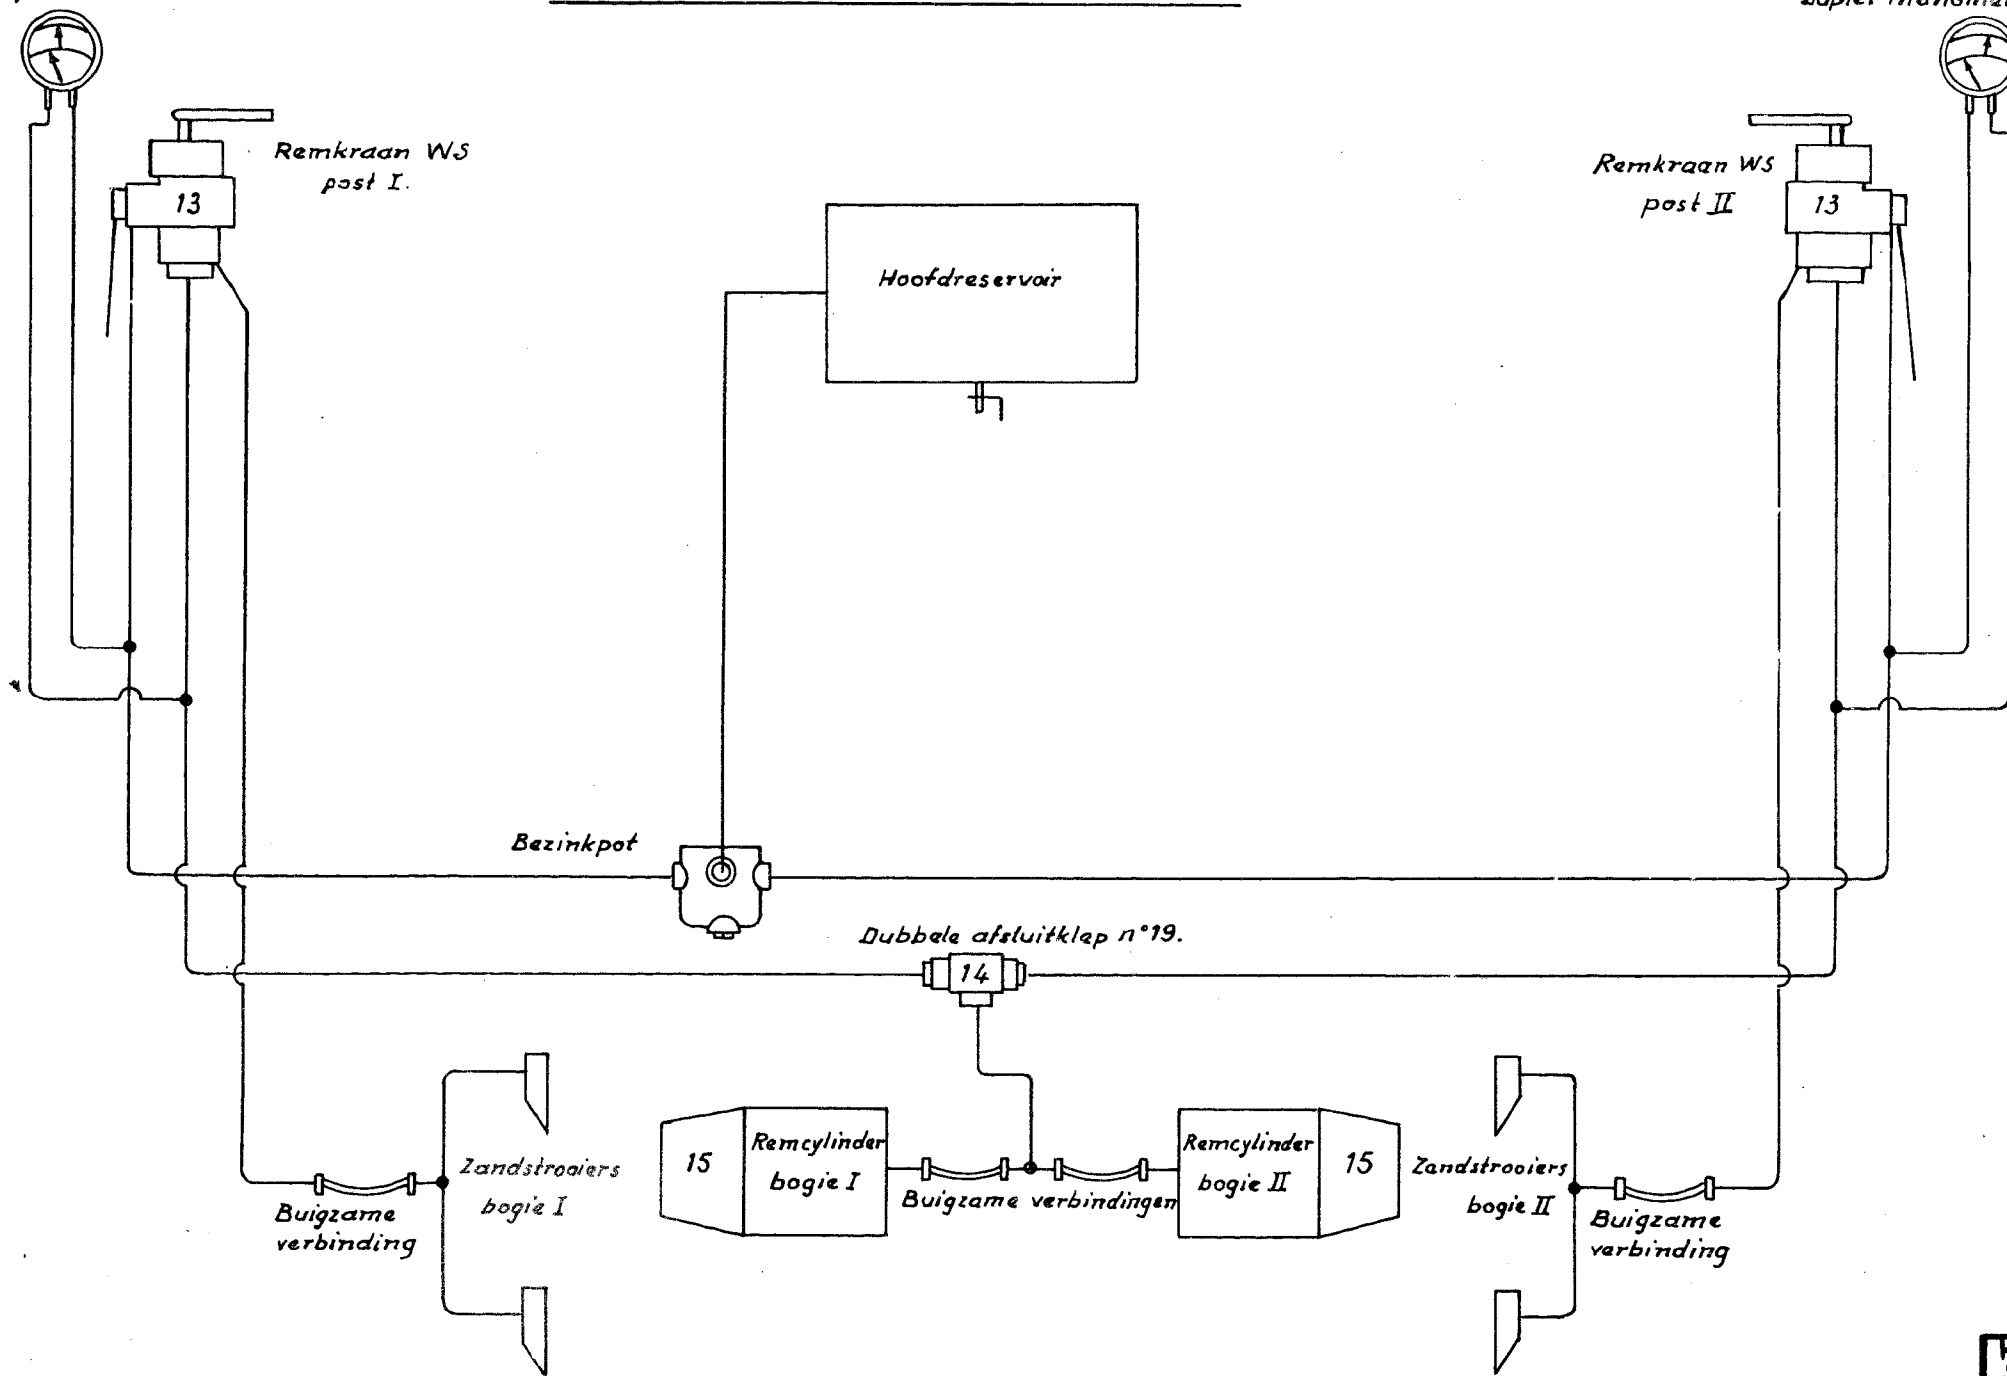 Remkraan WS
post I.
13
Remkraan WS
post II
13
Hoofdreservoir
Bezinkpot
Dubbele afsluitklep n°19.
14
Zandstrooiers
bogie I
Buigzame
verbinding
15
Remcylinder
bogie I
Buigzame verbindingen
Remcylinder
bogie II
15
Zandstrooiers
bogie II
Buigzame
verbinding